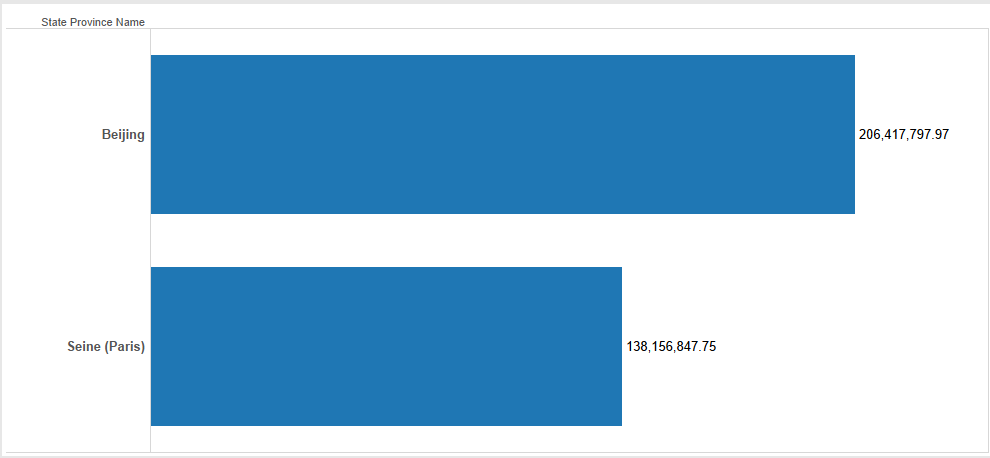 State Province Name
Beijing
206,417,797.97
Seine (Paris)
138,156,847.75